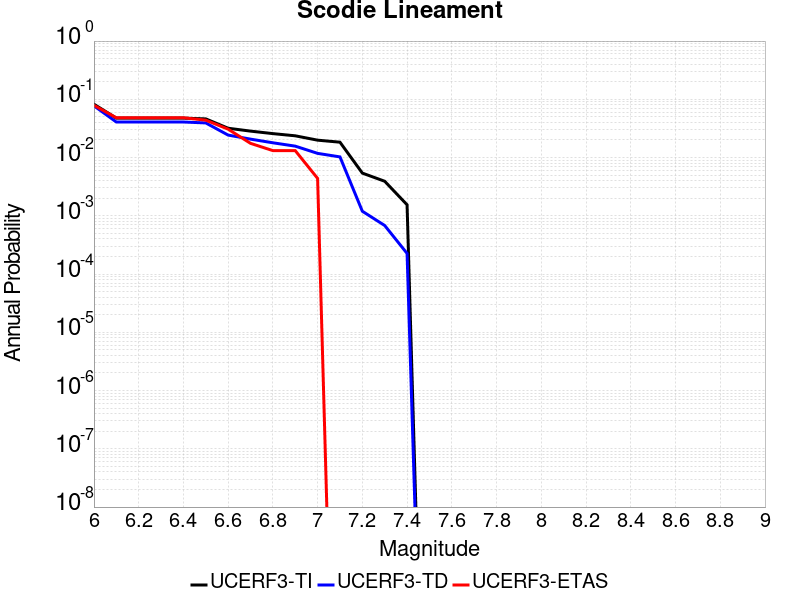 Scodie Lineament
10^0
10^-1
10^-2
10^-3
10^-4
10^-5
10^-6
10^-7
10^-8
Annual Probability
6 6.2 6.4 6.6 6.8 7 7.2 7.4 7.6 7.8 8 8.2 8.4 8.6 8.8 9
Magnitude
UCERF3-TI UCERF3-TD UCERF3-ETAS